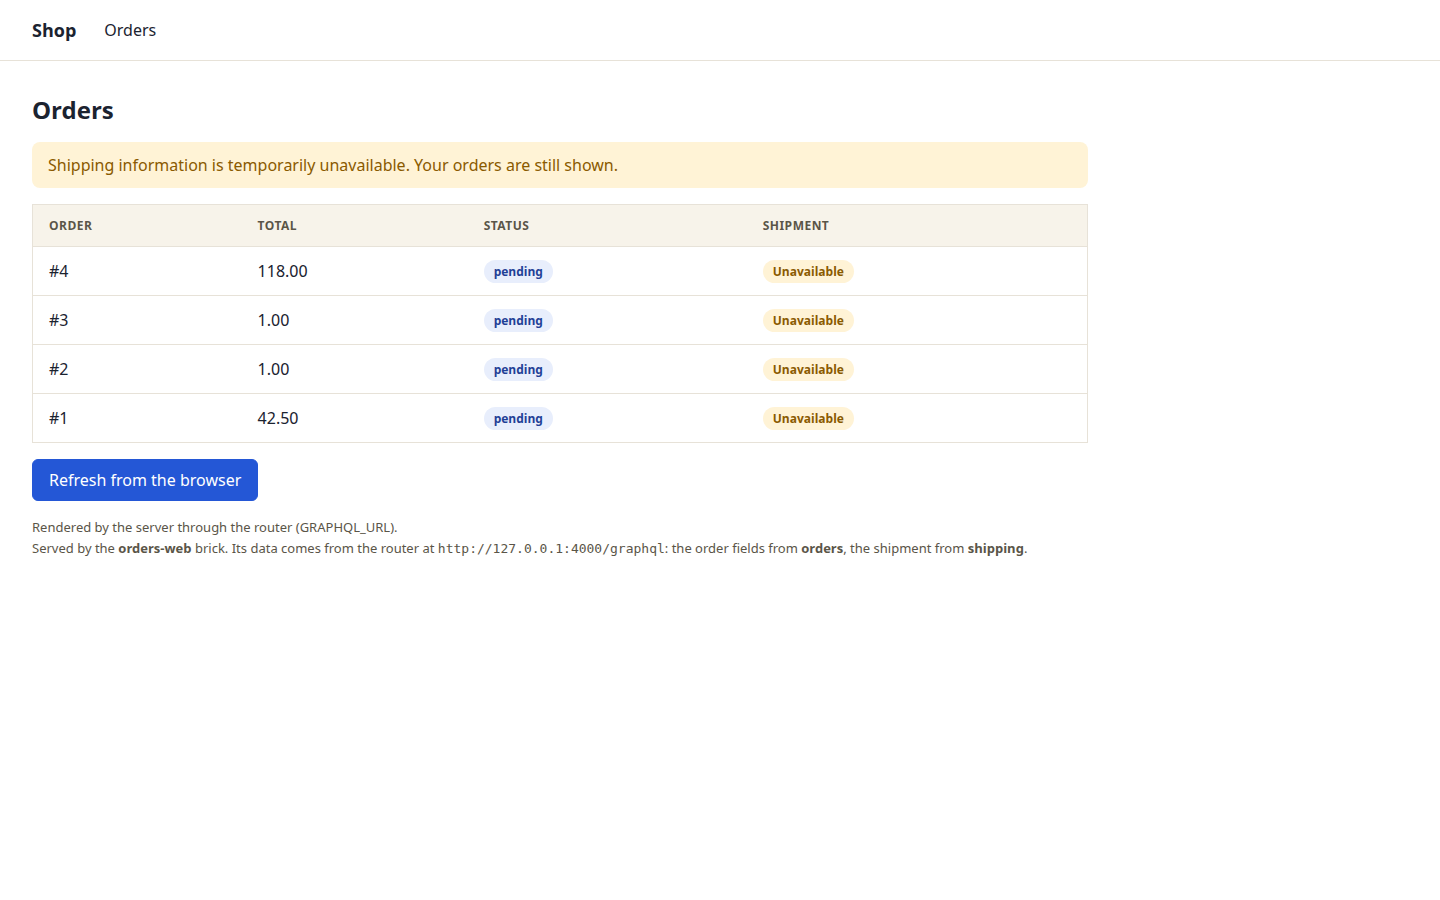 Shop Orders
Orders
Shipping information is temporarily unavailable. Your orders are still shown.
ORDER TOTAL STATUS SHIPMENT
#4 118.00 pending Unavailable
#3 1.00 pending Unavailable
#2 1.00 pending Unavailable
#1 42.50 pending Unavailable
Refresh from the browser
Rendered by the server through the router (GRAPHQL_URL).
Served by the orders-web brick. Its data comes from the router at http://127.0.0.1:4000/graphql: the order fields from orders, the shipment from shipping.